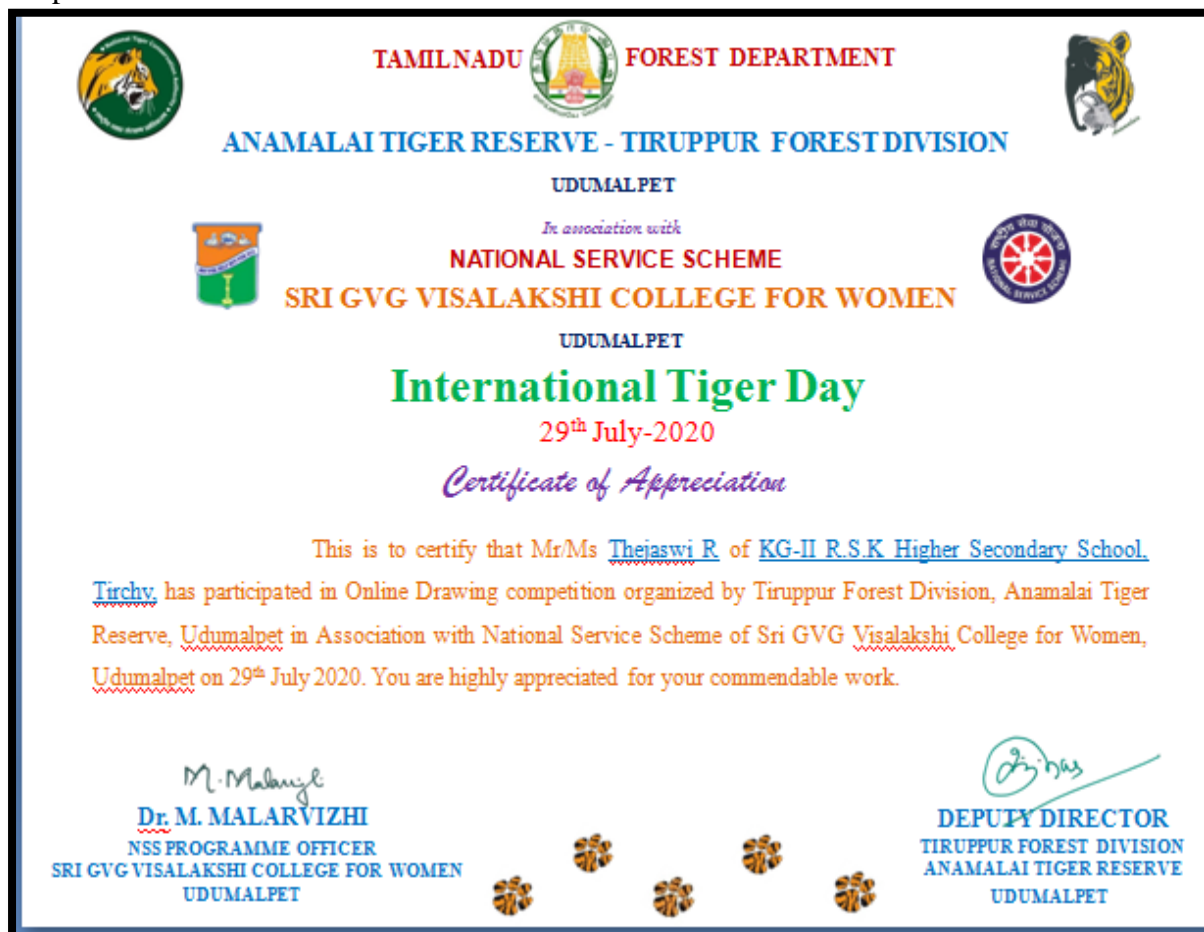 TAMILNADU FOREST DEPARTMENT
ANAMALAI TIGER RESERVE - TIRUPPUR FOREST DIVISION
UDUMALPET
In association with
NATIONAL SERVICE SCHEME
SRI GVG VISALAKSHI COLLEGE FOR WOMEN
UDUMALPET
राष्ट्रीय सेवा योजना
NATIONAL SERVICE SCHEME
International Tiger Day
29th July-2020
Certificate of Appreciation
This is to certify that Mr/Ms Thejaswi R of KG-II R.S.K Higher Secondary School,
Tirchy, has participated in Online Drawing competition organized by Tiruppur Forest Division, Anamalai Tiger
Reserve, Udumalpet in Association with National Service Scheme of Sri GVG Visalakshi College for Women,
Udumalpet on 29th July 2020. You are highly appreciated for your commendable work.
Dr. M. MALARVIZHI
NSS PROGRAMME OFFICER
SRI GVG VISALAKSHI COLLEGE FOR WOMEN
UDUMALPET
DEPUTY DIRECTOR
TIRUPPUR FOREST DIVISION
ANAMALAI TIGER RESERVE
UDUMALPET